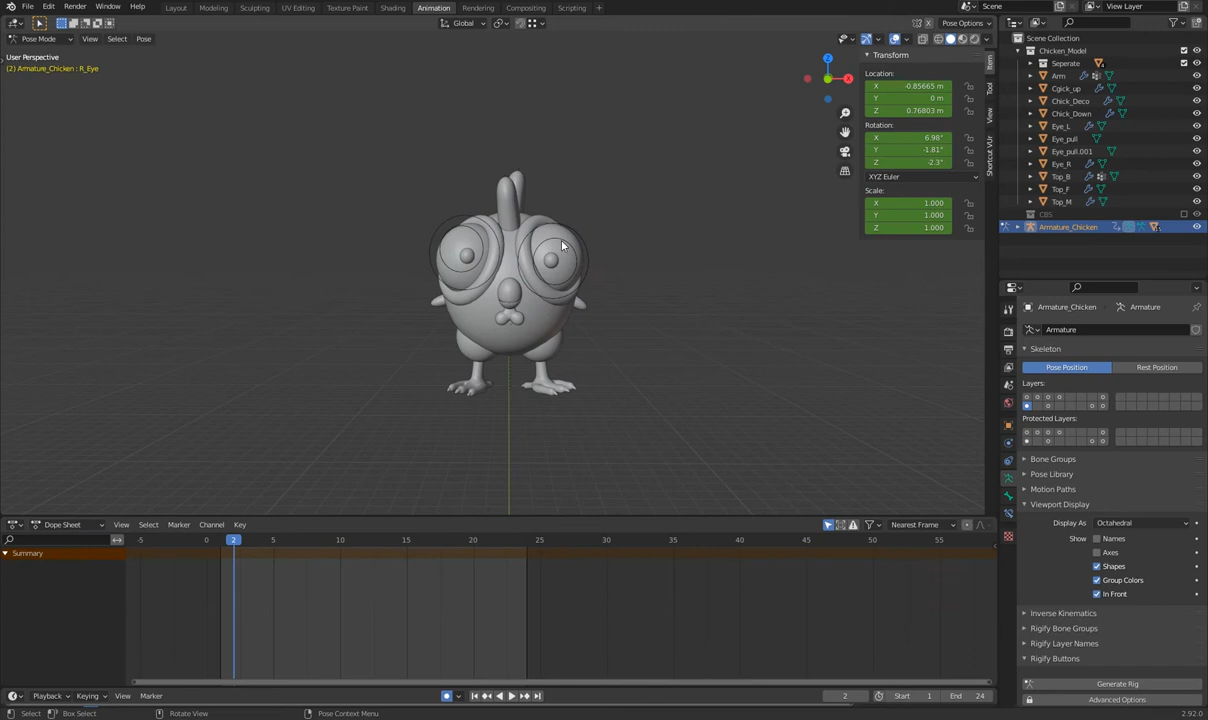 File Edit Render Window Help Layout Modeling Sculpting UV Editing Texture Paint Shading Animation Rendering Compositing Scripting + Scene View Layer
Global Pose Options
Pose Mode View Select Pose
User Perspective
(2) Armature_Chicken : R_Eye
Transform
Location:
X -0.85665 m
Y 0 m
Z 0.76803 m
Rotation:
X 6.98°
Y -1.81°
Z -2.3°
XYZ Euler
Scale:
X 1.000
Y 1.000
Z 1.000
Item
Tool
View
Shortcut VUr
Z
X
Scene Collection
Chicken_Model
Seperate
Arm
Cgick_up
Chick_Deco
Chick_Down
Eye_L
Eye_pull
Eye_pull.001
Eye_R
Top_B
Top_F
Top_M
CBS
Armature_Chicken
Armature_Chicken Armature
Armature
Skeleton
Pose Position Rest Position
Layers:
Protected Layers:
Bone Groups
Pose Library
Motion Paths
Viewport Display
Display As Octahedral
Show Names
Axes
Shapes
Group Colors
In Front
Inverse Kinematics
Rigify Bone Groups
Rigify Layer Names
Rigify Buttons
Generate Rig
Advanced Options
Dope Sheet View Select Marker Channel Key Nearest Frame
-5 0 2 5 10 15 20 25 30 35 40 45 50 55
Summary
Playback Keying View Marker 2 Start 1 End 24
Select Box Select Rotate View Pose Context Menu 2.92.0